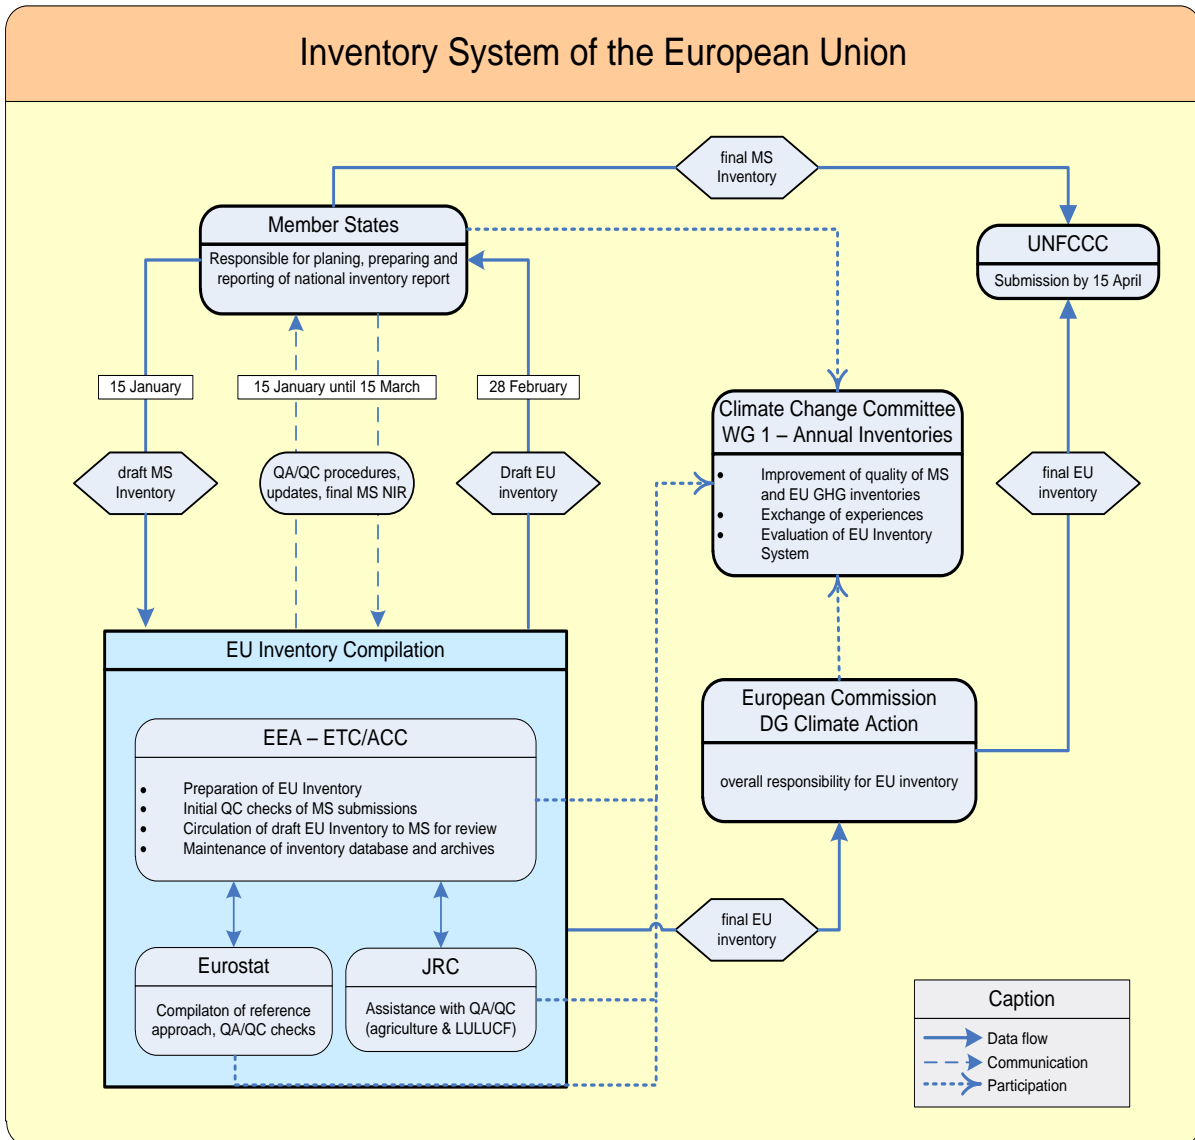 Inventory System of the European Union
final MS
Inventory
Member States
Responsible for planing, preparing and
reporting of national inventory report
UNFCCC
Submission by 15 April
15 January
15 January until 15 March
28 February
draft MS
Inventory
QA/QC procedures,
updates, final MS NIR
Draft EU
inventory
Climate Change Committee
WG 1 – Annual Inventories
• Improvement of quality of MS
and EU GHG inventories
• Exchange of experiences
• Evaluation of EU Inventory
System
final EU
inventory
EU Inventory Compilation
EEA – ETC/ACC
• Preparation of EU Inventory
• Initial QC checks of MS submissions
• Circulation of draft EU Inventory to MS for review
• Maintenance of inventory database and archives
European Commission
DG Climate Action
overall responsibility for EU inventory
final EU
inventory
Eurostat
Compilaton of reference
approach, QA/QC checks
JRC
Assistance with QA/QC
(agriculture & LULUCF)
Caption
Data flow
Communication
Participation